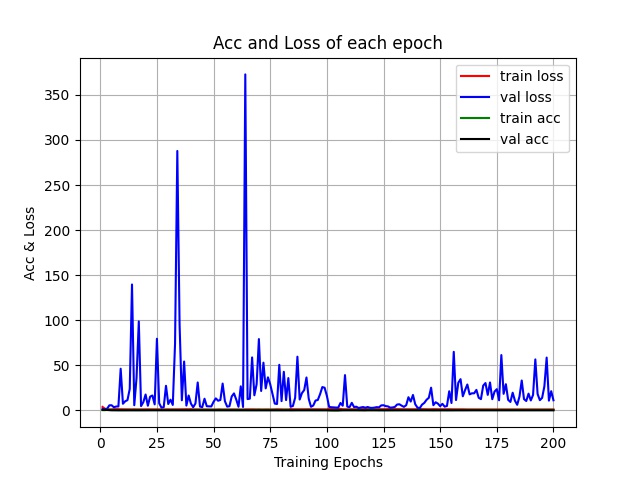 Acc and Loss of each epoch
train loss
val loss
train acc
val acc
350
300
250
200
150
100
50
0
Acc & Loss
0 25 50 75 100 125 150 175 200
Training Epochs